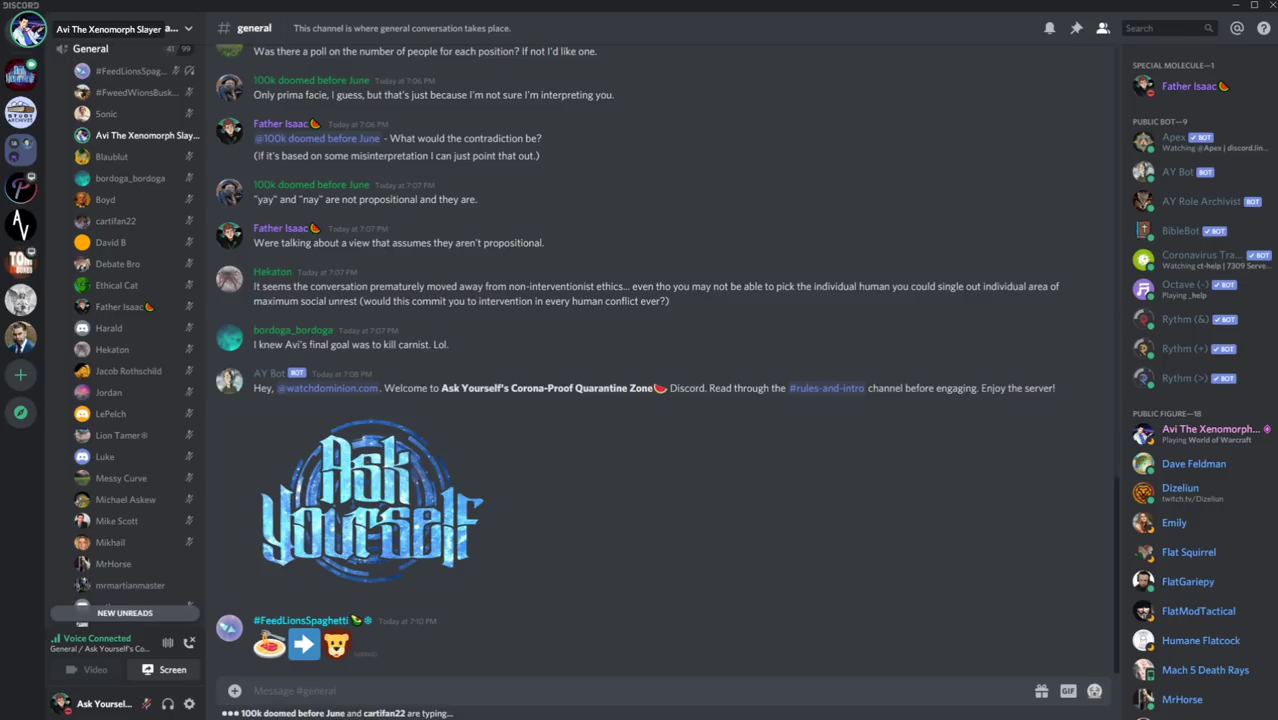 DISCORD
Avi The Xenomorph Slayer a...
General 41 99
#FeedLionsSpag...
#FweedWionsBusk...
Sonic
Avi The Xenomorph Slay...
Blaublut
bordoga_bordoga
Boyd
cartifan22
David B
Debate Bro
Ethical Cat
Father Isaac🍉
Harald
Hekaton
Jacob Rothschild
Jordan
LePelch
Lion Tamer❄
Luke
Messy Curve
Michael Askew
Mike Scott
Mikhail
MrHorse
mrmartianmaster
NEW UNREADS
Voice Connected
General / Ask Yourself's Co...
Video Screen
Ask Yoursel...
# general This channel is where general conversation takes place.
Search
Was there a poll on the number of people for each position? If not I'd like one.
100k doomed before June Today at 7:06 PM
Only prima facie, I guess, but that's just because I'm not sure I'm interpreting you.
Father Isaac🍉 Today at 7:06 PM
@100k doomed before June - What would the contradiction be?
(If it's based on some misinterpretation I can just point that out.)
100k doomed before June Today at 7:07 PM
"yay" and "nay" are not propositional and they are.
Father Isaac🍉 Today at 7:07 PM
Were talking about a view that assumes they aren't propositional.
Hekaton Today at 7:07 PM
It seems the conversation prematurely moved away from non-interventionist ethics... even tho you may not be able to pick the individual human you could single out individual area of
maximum social unrest (would this commit you to intervention in every human conflict ever?)
bordoga_bordoga Today at 7:07 PM
I knew Avi's final goal was to kill carnist. Lol.
AY Bot BOT Today at 7:08 PM
Hey, @watchdominion.com. Welcome to Ask Yourself's Corona-Proof Quarantine Zone🍉 Discord. Read through the #rules-and-intro channel before engaging. Enjoy the server!
Ask
Yourself
#FeedLionsSpaghetti Today at 7:10 PM
🍝➡️🦁 (edited)
Message #general
GIF
100k doomed before June and cartifan22 are typing...
SPECIAL MOLECULE—1
Father Isaac🍉
PUBLIC BOT—9
Apex ✔ BOT
Watching @Apex | discord.lin...
AY Bot BOT
AY Role Archivist BOT
BibleBot ✔ BOT
Coronavirus Tra... ✔ BOT
Watching ct-help | 7309 Serve...
Octave (-) ✔ BOT
Playing _help
Rythm (&) ✔ BOT
Rythm (+) ✔ BOT
Rythm (>) ✔ BOT
PUBLIC FIGURE—18
Avi The Xenomorph...
Playing World of Warcraft
Dave Feldman
Dizeliun
twitch.tv/Dizeliun
Emily
Flat Squirrel
FlatGariepy
FlatModTactical
Humane Flatcock
Mach 5 Death Rays
MrHorse